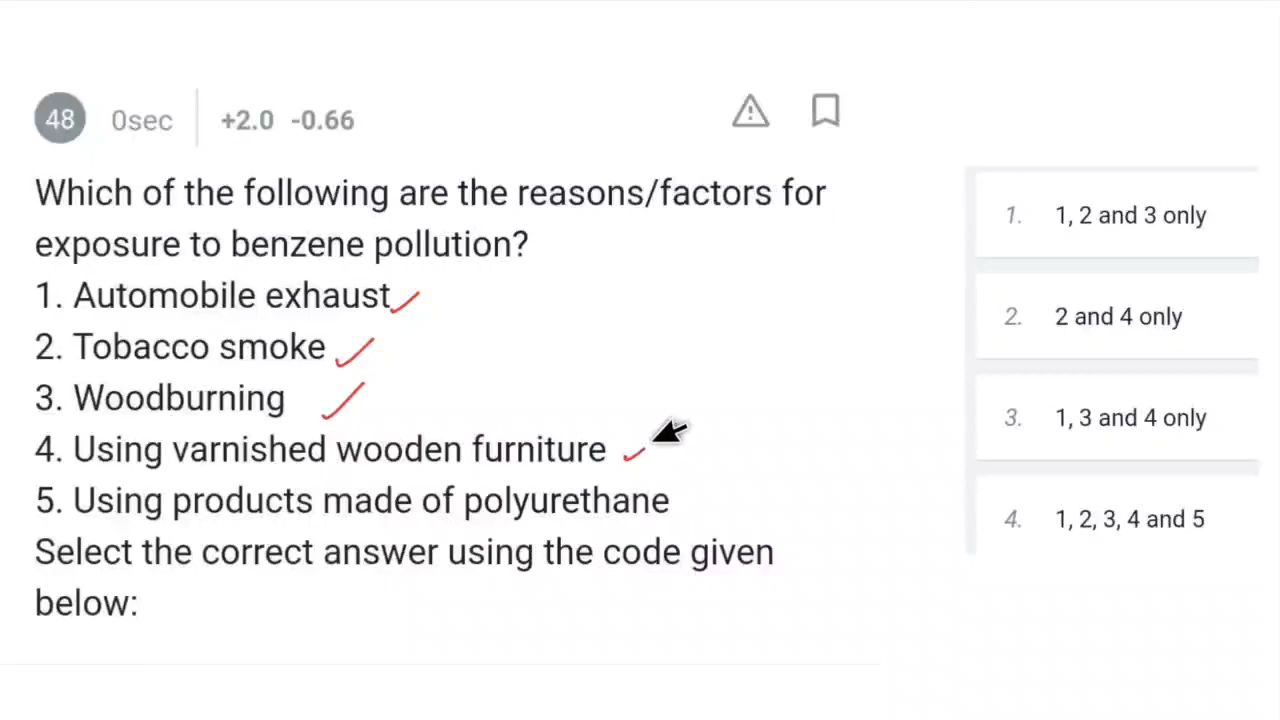 48 0sec +2.0 -0.66
Which of the following are the reasons/factors for
exposure to benzene pollution?
1. Automobile exhaust
2. Tobacco smoke
3. Woodburning
4. Using varnished wooden furniture
5. Using products made of polyurethane
Select the correct answer using the code given
below:
1. 1, 2 and 3 only
2. 2 and 4 only
3. 1, 3 and 4 only
4. 1, 2, 3, 4 and 5